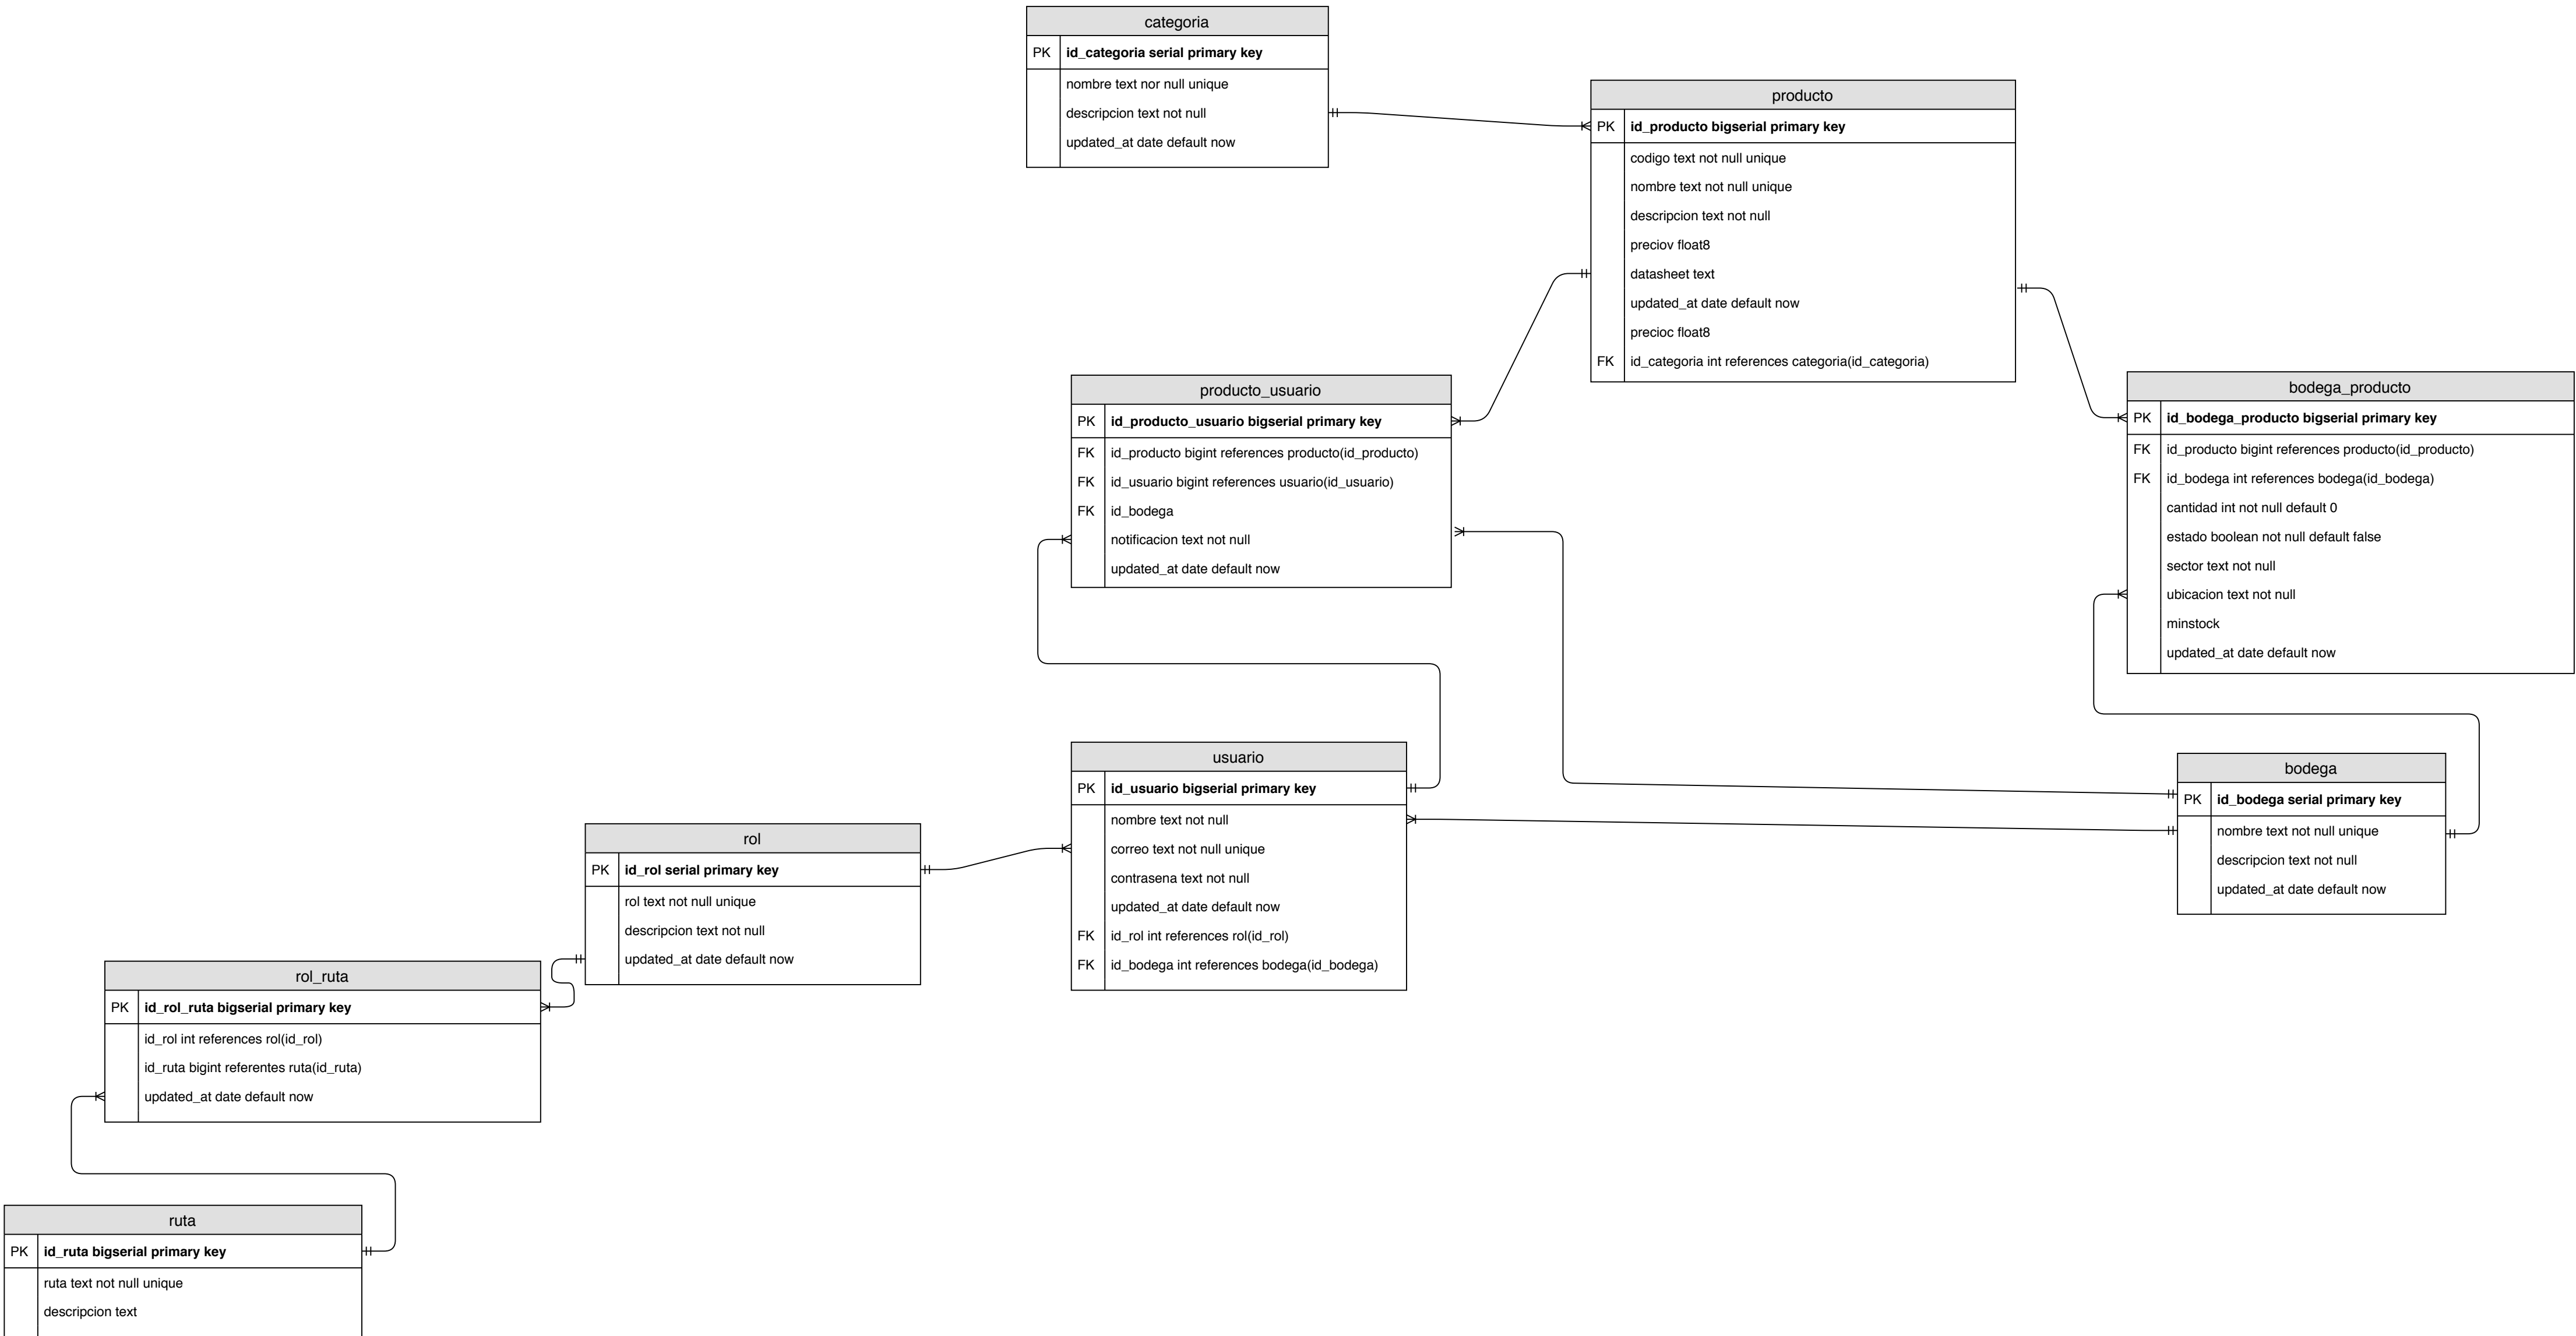 categoria
PK id_categoria serial primary key
nombre text nor null unique
descripcion text not null
updated_at date default now
producto
PK id_producto bigserial primary key
codigo text not null unique
nombre text not null unique
descripcion text not null
preciov float8
datasheet text
updated_at date default now
precioc float8
FK id_categoria int references categoria(id_categoria)
producto_usuario
PK id_producto_usuario bigserial primary key
FK id_producto bigint references producto(id_producto)
FK id_usuario bigint references usuario(id_usuario)
FK id_bodega
notificacion text not null
updated_at date default now
bodega_producto
PK id_bodega_producto bigserial primary key
FK id_producto bigint references producto(id_producto)
FK id_bodega int references bodega(id_bodega)
cantidad int not null default 0
estado boolean not null default false
sector text not null
ubicacion text not null
minstock
updated_at date default now
usuario
PK id_usuario bigserial primary key
nombre text not null
correo text not null unique
contrasena text not null
updated_at date default now
FK id_rol int references rol(id_rol)
FK id_bodega int references bodega(id_bodega)
bodega
PK id_bodega serial primary key
nombre text not null unique
descripcion text not null
updated_at date default now
rol
PK id_rol serial primary key
rol text not null unique
descripcion text not null
updated_at date default now
rol_ruta
PK id_rol_ruta bigserial primary key
id_rol int references rol(id_rol)
id_ruta bigint referentes ruta(id_ruta)
updated_at date default now
ruta
PK id_ruta bigserial primary key
ruta text not null unique
descripcion text